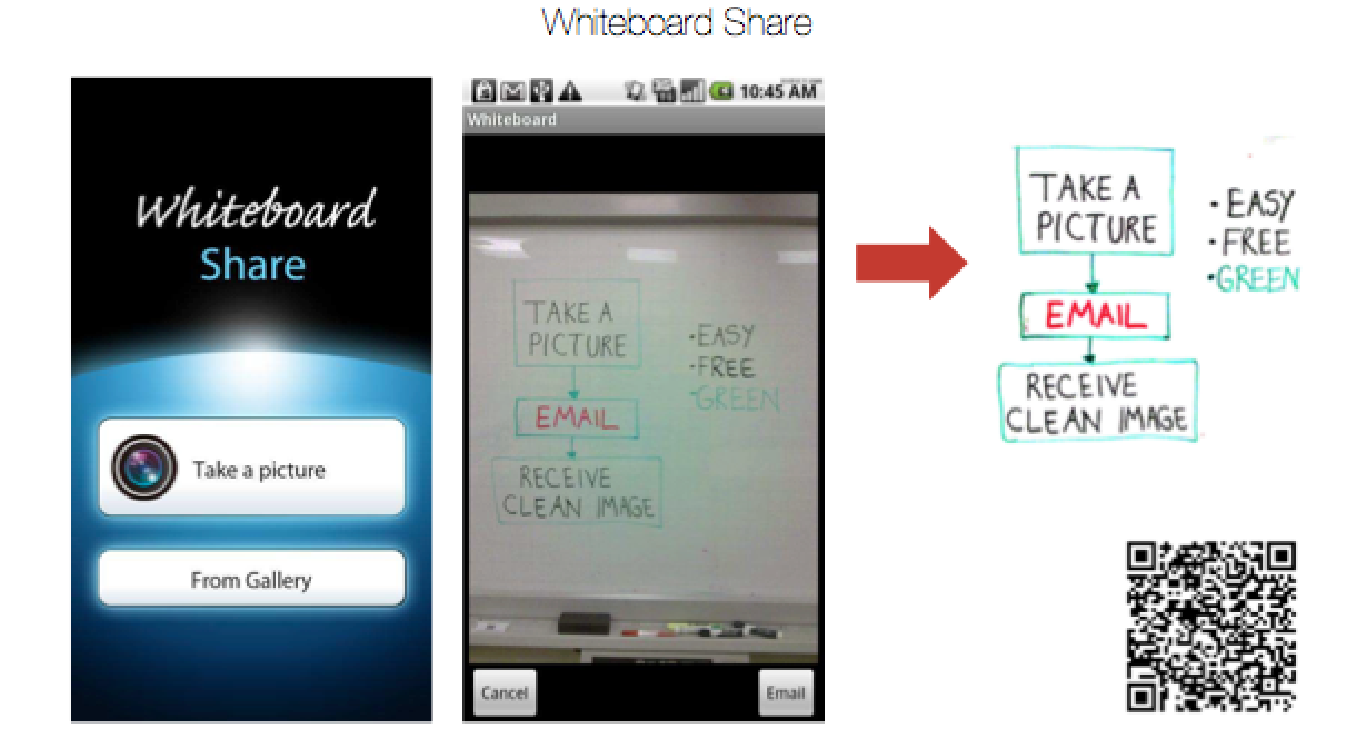 Whiteboard Share
Whiteboard
Share
Take a picture
From Gallery
10:45 AM
Whiteboard
TAKE A
PICTURE
EMAIL
RECEIVE
CLEAN IMAGE
•EASY
•FREE
•GREEN
Cancel
Email
TAKE A
PICTURE
EMAIL
RECEIVE
CLEAN IMAGE
•EASY
•FREE
•GREEN